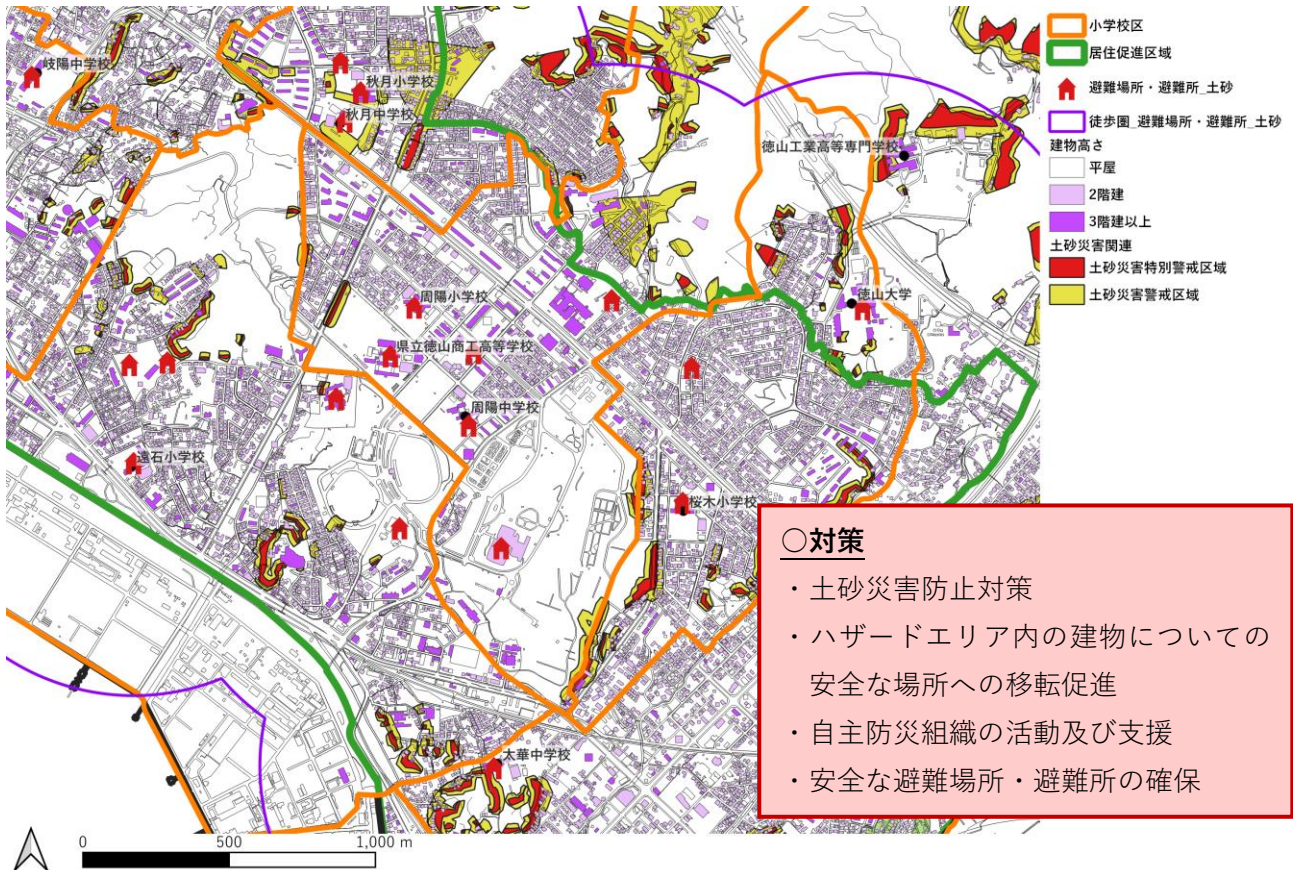 岐陽中学校
秋月小学校
秋月中学校
徳山工業高等専門学校
周陽小学校
徳山大学
県立徳山商工高等学校
周陽中学校
遠石小学校
桜木小学校
太華中学校
小学校区
居住促進区域
避難場所・避難所_土砂
徒歩圏_避難場所・避難所_土砂
建物高さ
平屋
2階建
3階建以上
土砂災害関連
土砂災害特別警戒区域
土砂災害警戒区域
○対策
・土砂災害防止対策
・ハザードエリア内の建物についての
安全な場所への移転促進
・自主防災組織の活動及び支援
・安全な避難場所・避難所の確保
0 500 1,000 m